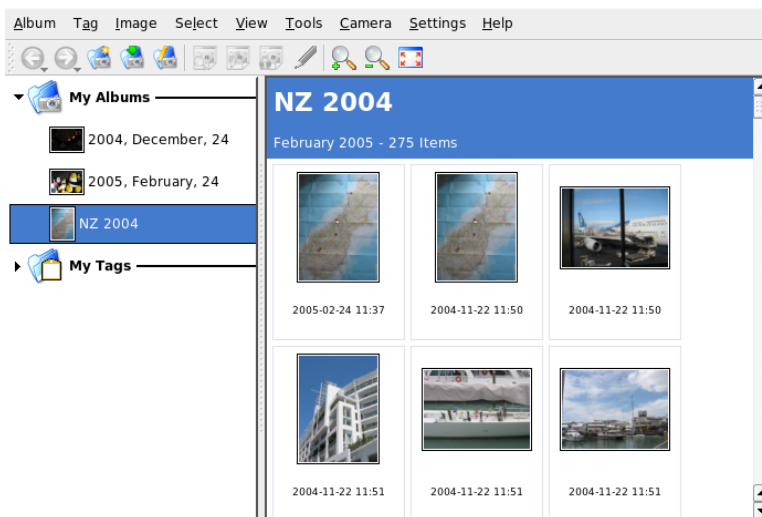 Album Tag Image Select View Tools Camera Settings Help
My Albums
2004, December, 24
2005, February, 24
NZ 2004
My Tags
NZ 2004
February 2005 - 275 Items
2005-02-24 11:37
2004-11-22 11:50
2004-11-22 11:50
2004-11-22 11:51
2004-11-22 11:51
2004-11-22 11:51